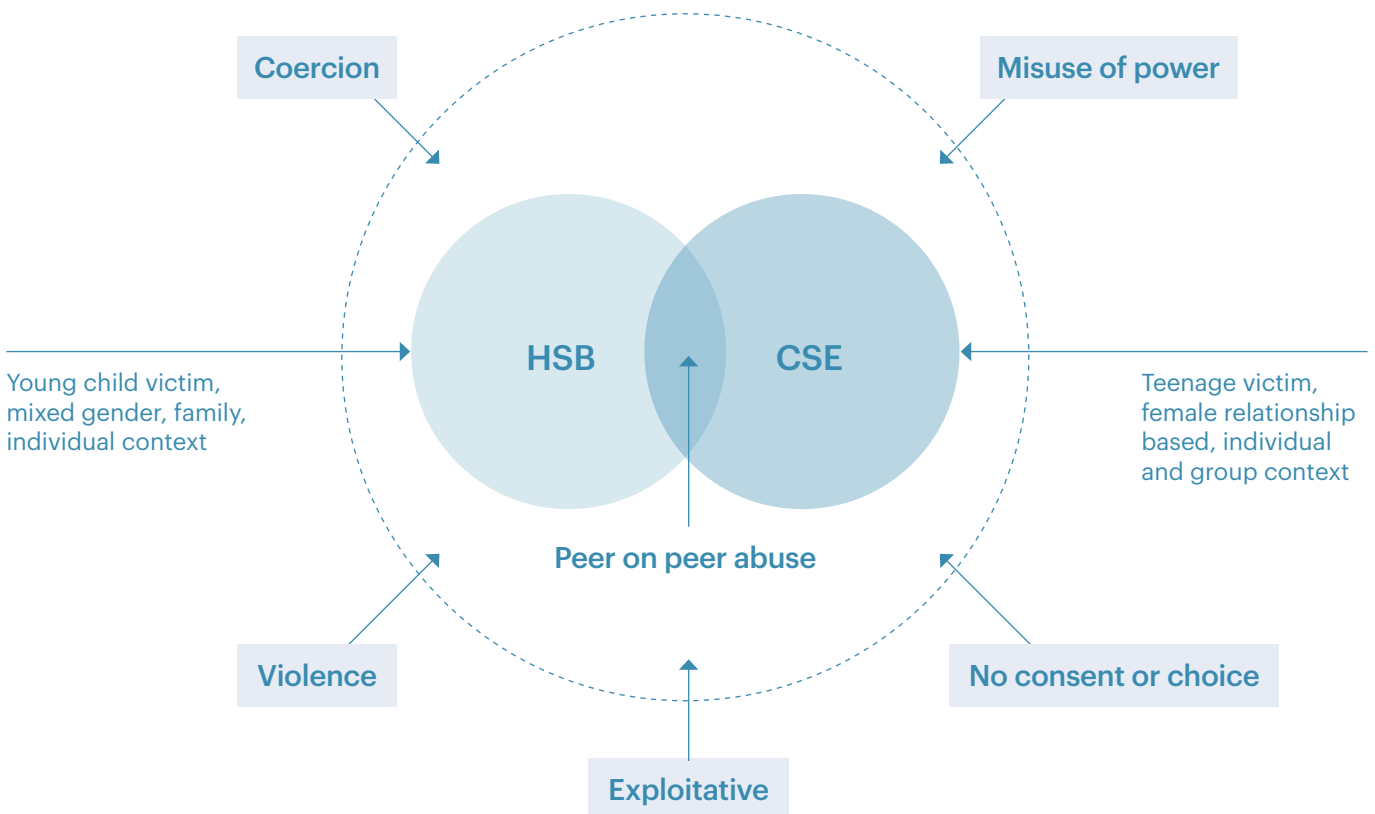 Coercion
Misuse of power
HSB
CSE
Young child victim,
mixed gender, family,
individual context
Teenage victim,
female relationship
based, individual
and group context
Peer on peer abuse
Violence
No consent or choice
Exploitative